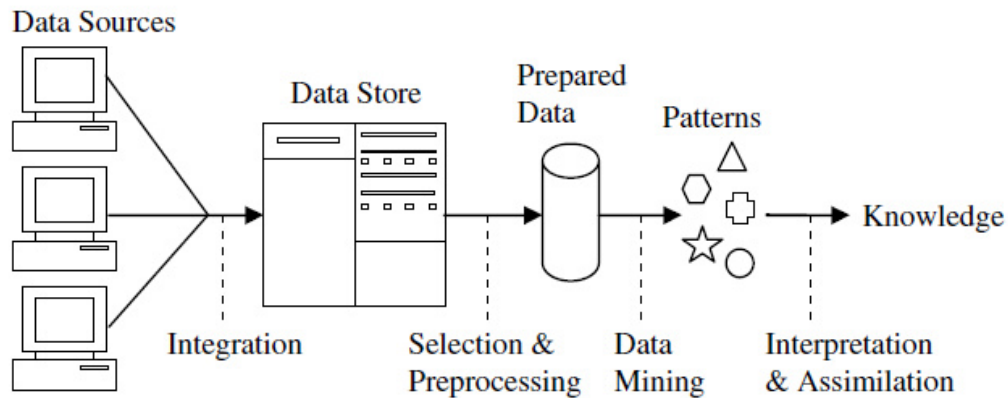 Data Sources
Data Store
Prepared
Data
Patterns
Knowledge
Integration
Selection &
Preprocessing
Data
Mining
Interpretation
& Assimilation